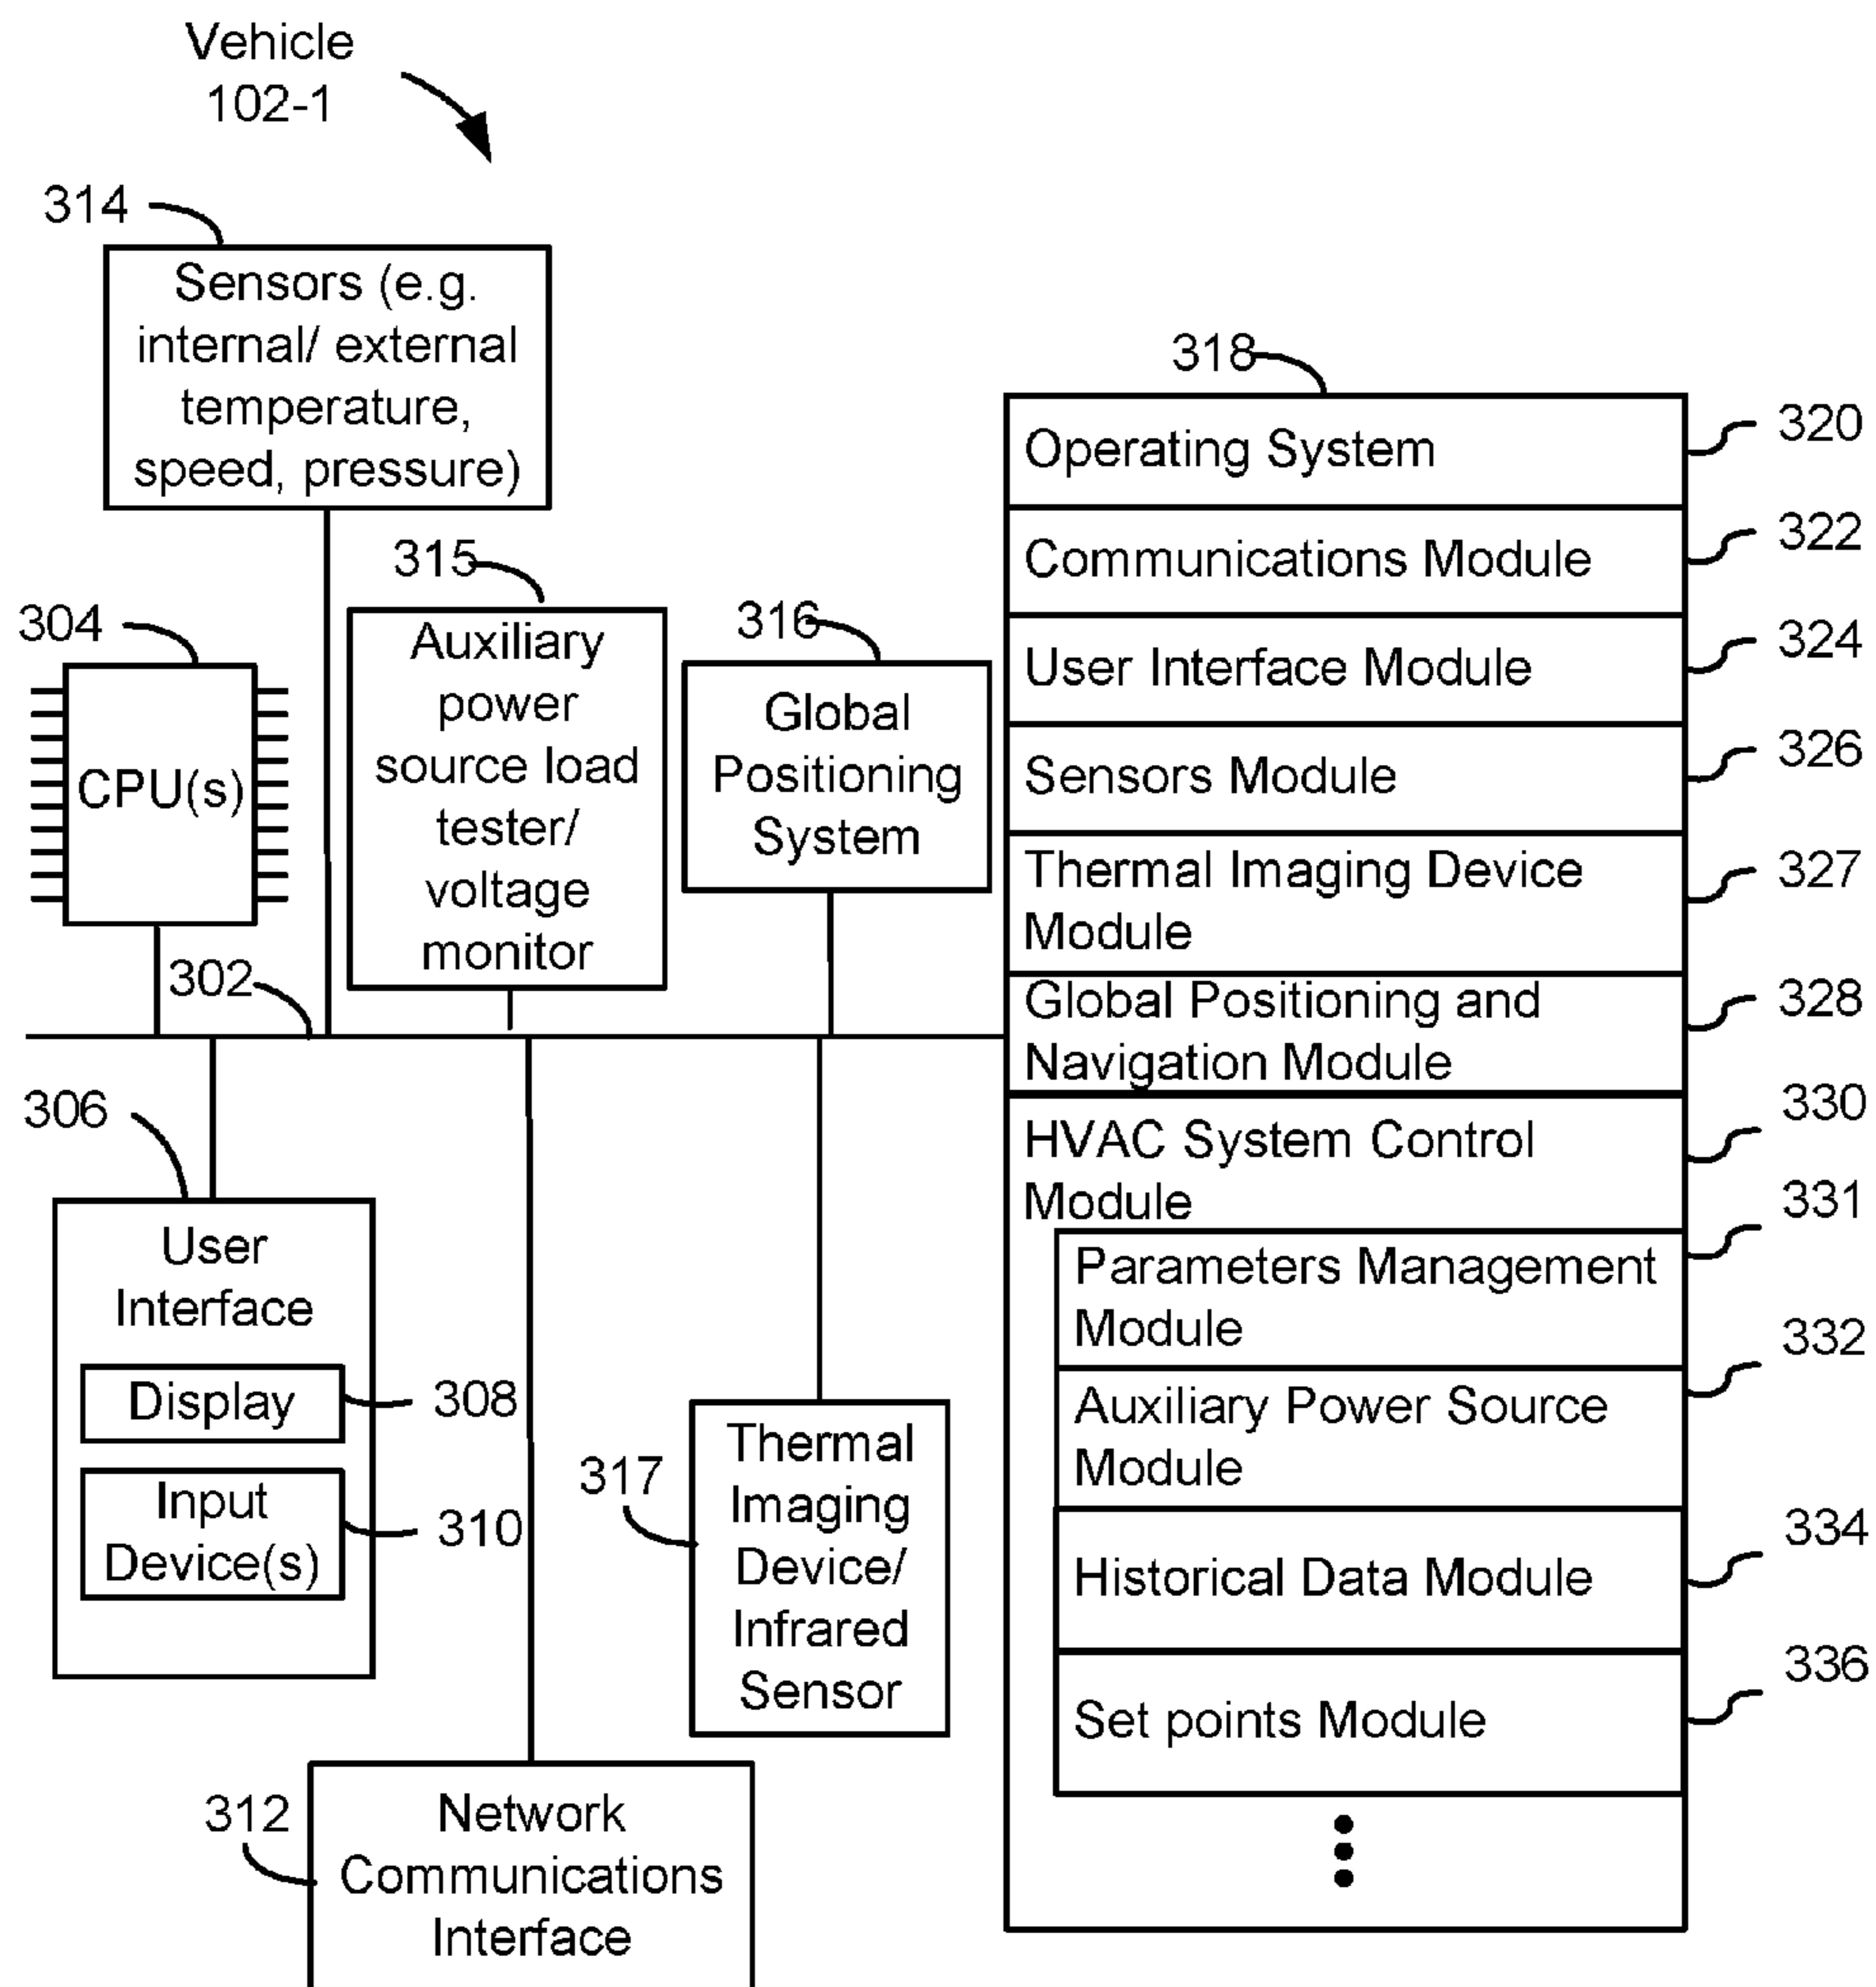 Vehicle
102-1
314
Sensors (e.g.
internal/ external
temperature,
speed, pressure)
315
Auxiliary
power
source load
tester/
voltage
monitor
304
CPU(s)
316
Global
Positioning
System
302
306
User
Interface
Display
308
Input
Device(s)
310
317
Thermal
Imaging
Device/
Infrared
Sensor
312
Network
Communications
Interface
318
Operating System
320
Communications Module
322
User Interface Module
324
Sensors Module
326
Thermal Imaging Device
Module
327
Global Positioning and
Navigation Module
328
HVAC System Control
Module
330
Parameters Management
Module
331
Auxiliary Power Source
Module
332
Historical Data Module
334
Set points Module
336